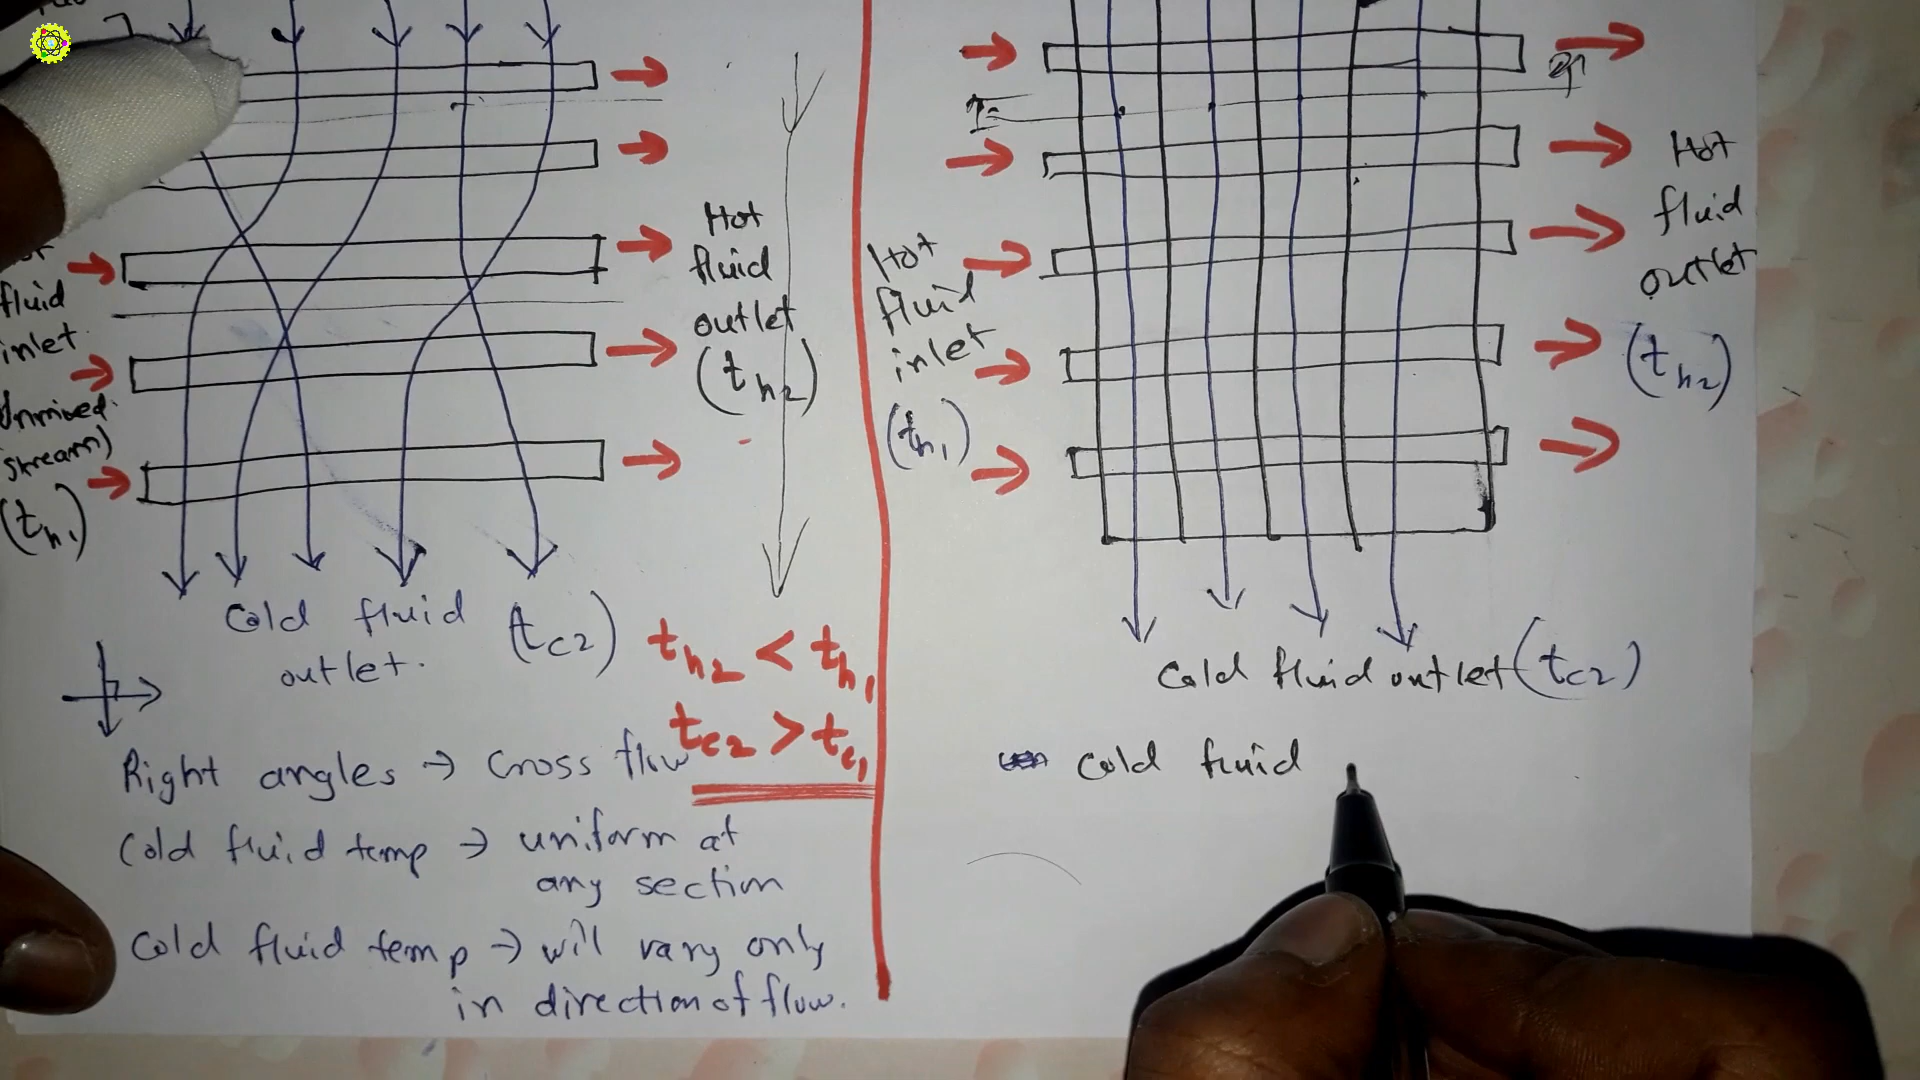 fluid
inlet
Unmixed
stream)
(th1)
Hot
fluid
outlet
(th2)
Cold fluid (tc2)
outlet.
th2 < th1
tc2 > tc1
Right angles → Cross flow
Cold fluid temp → uniform at
any section
Cold fluid temp → will vary only
in direction of flow.
Hot
fluid
inlet
(th1)
Hot
fluid
outlet
(th2)
Cold fluid outlet (tc2)
Cold fluid